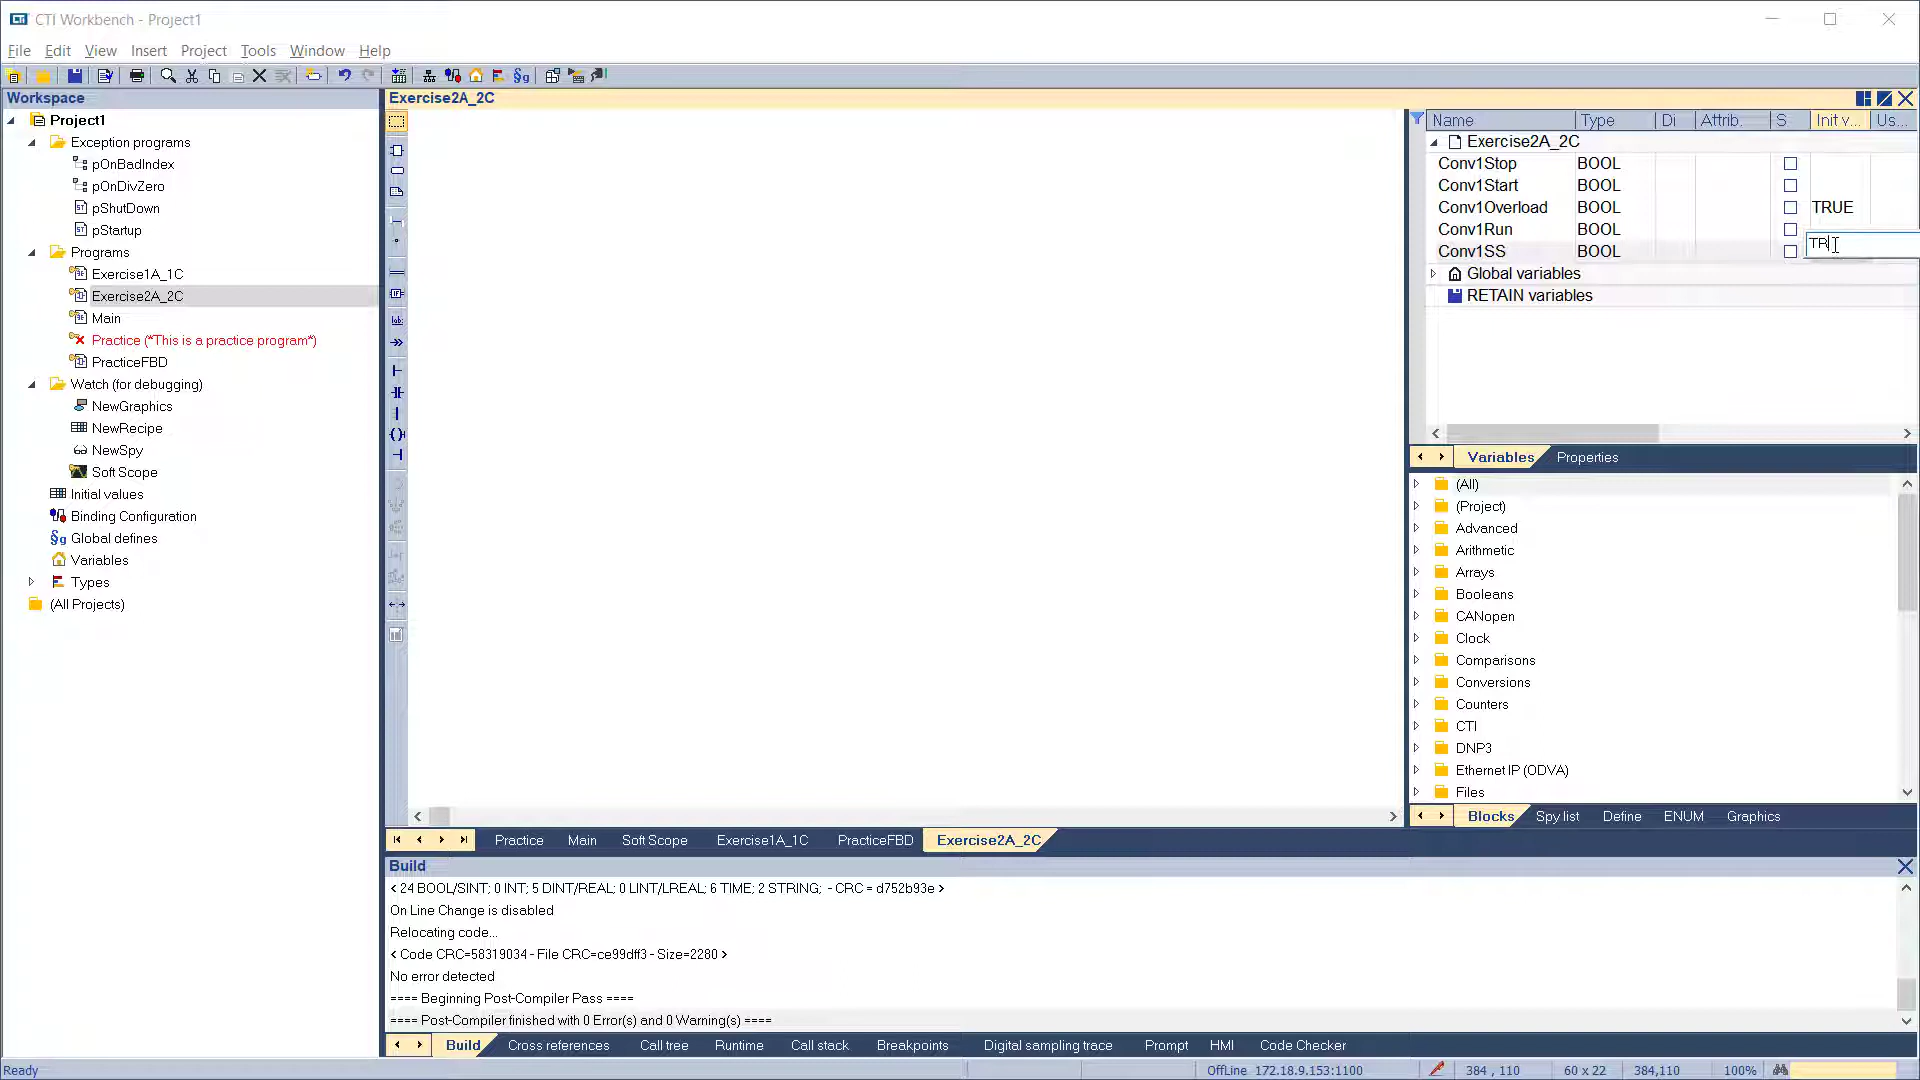 CTI Workbench - Project1
File Edit View Insert Project Tools Window Help
Workspace
Project1
Exception programs
pOnBadIndex
pOnDivZero
pShutDown
pStartup
Programs
Exercise1A_1C
Exercise2A_2C
Main
Practice (*This is a practice program*)
PracticeFBD
Watch (for debugging)
NewGraphics
NewRecipe
NewSpy
Soft Scope
Initial values
Binding Configuration
Global defines
Variables
Types
(All Projects)
Exercise2A_2C
Name Type Di Attrib. S Init v... Us...
Exercise2A_2C
Conv1Stop BOOL
Conv1Start BOOL
Conv1Overload BOOL TRUE
Conv1Run BOOL
Conv1SS BOOL TR
Global variables
RETAIN variables
Variables Properties
(All)
(Project)
Advanced
Arithmetic
Arrays
Booleans
CANopen
Clock
Comparisons
Conversions
Counters
CTI
DNP3
Ethernet IP (ODVA)
Files
Blocks Spy list Define ENUM Graphics
Practice Main Soft Scope Exercise1A_1C PracticeFBD Exercise2A_2C
Build
< 24 BOOL/SINT; 0 INT; 5 DINT/REAL; 0 LINT/LREAL; 6 TIME; 2 STRING; - CRC = d752b93e >
On Line Change is disabled
Relocating code...
< Code CRC=58319034 - File CRC=ce99dff3 - Size=2280 >
No error detected
==== Beginning Post-Compiler Pass ====
==== Post-Compiler finished with 0 Error(s) and 0 Warning(s) ====
Build Cross references Call tree Runtime Call stack Breakpoints Digital sampling trace Prompt HMI Code Checker
Ready OffLine 172.18.9.153:1100 384 , 110 60 x 22 384,110 100%